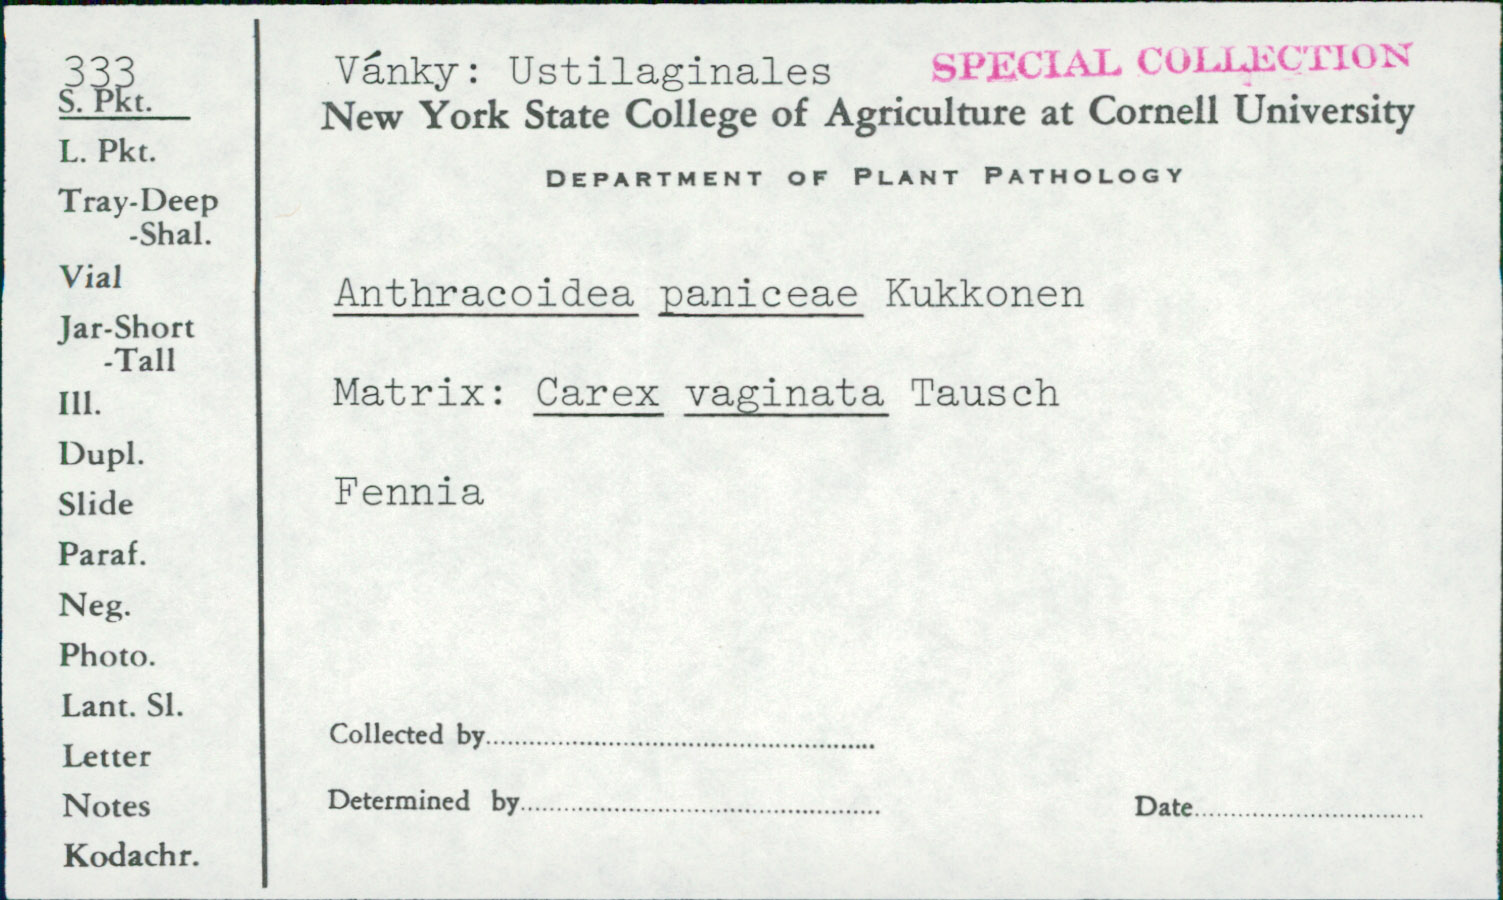 333
S. Pkt.
L. Pkt.
Tray-Deep
-Shal.
Vial
Jar-Short
-Tall
Ill.
Dupl.
Slide
Paraf.
Neg.
Photo.
Lant. Sl.
Letter
Notes
Kodachr.
Vánky: Ustilaginales SPECIAL COLLECTION
New York State College of Agriculture at Cornell University
DEPARTMENT OF PLANT PATHOLOGY
Anthracoidea paniceae Kukkonen
Matrix: Carex vaginata Tausch
Fennia
Collected by
Determined by Date